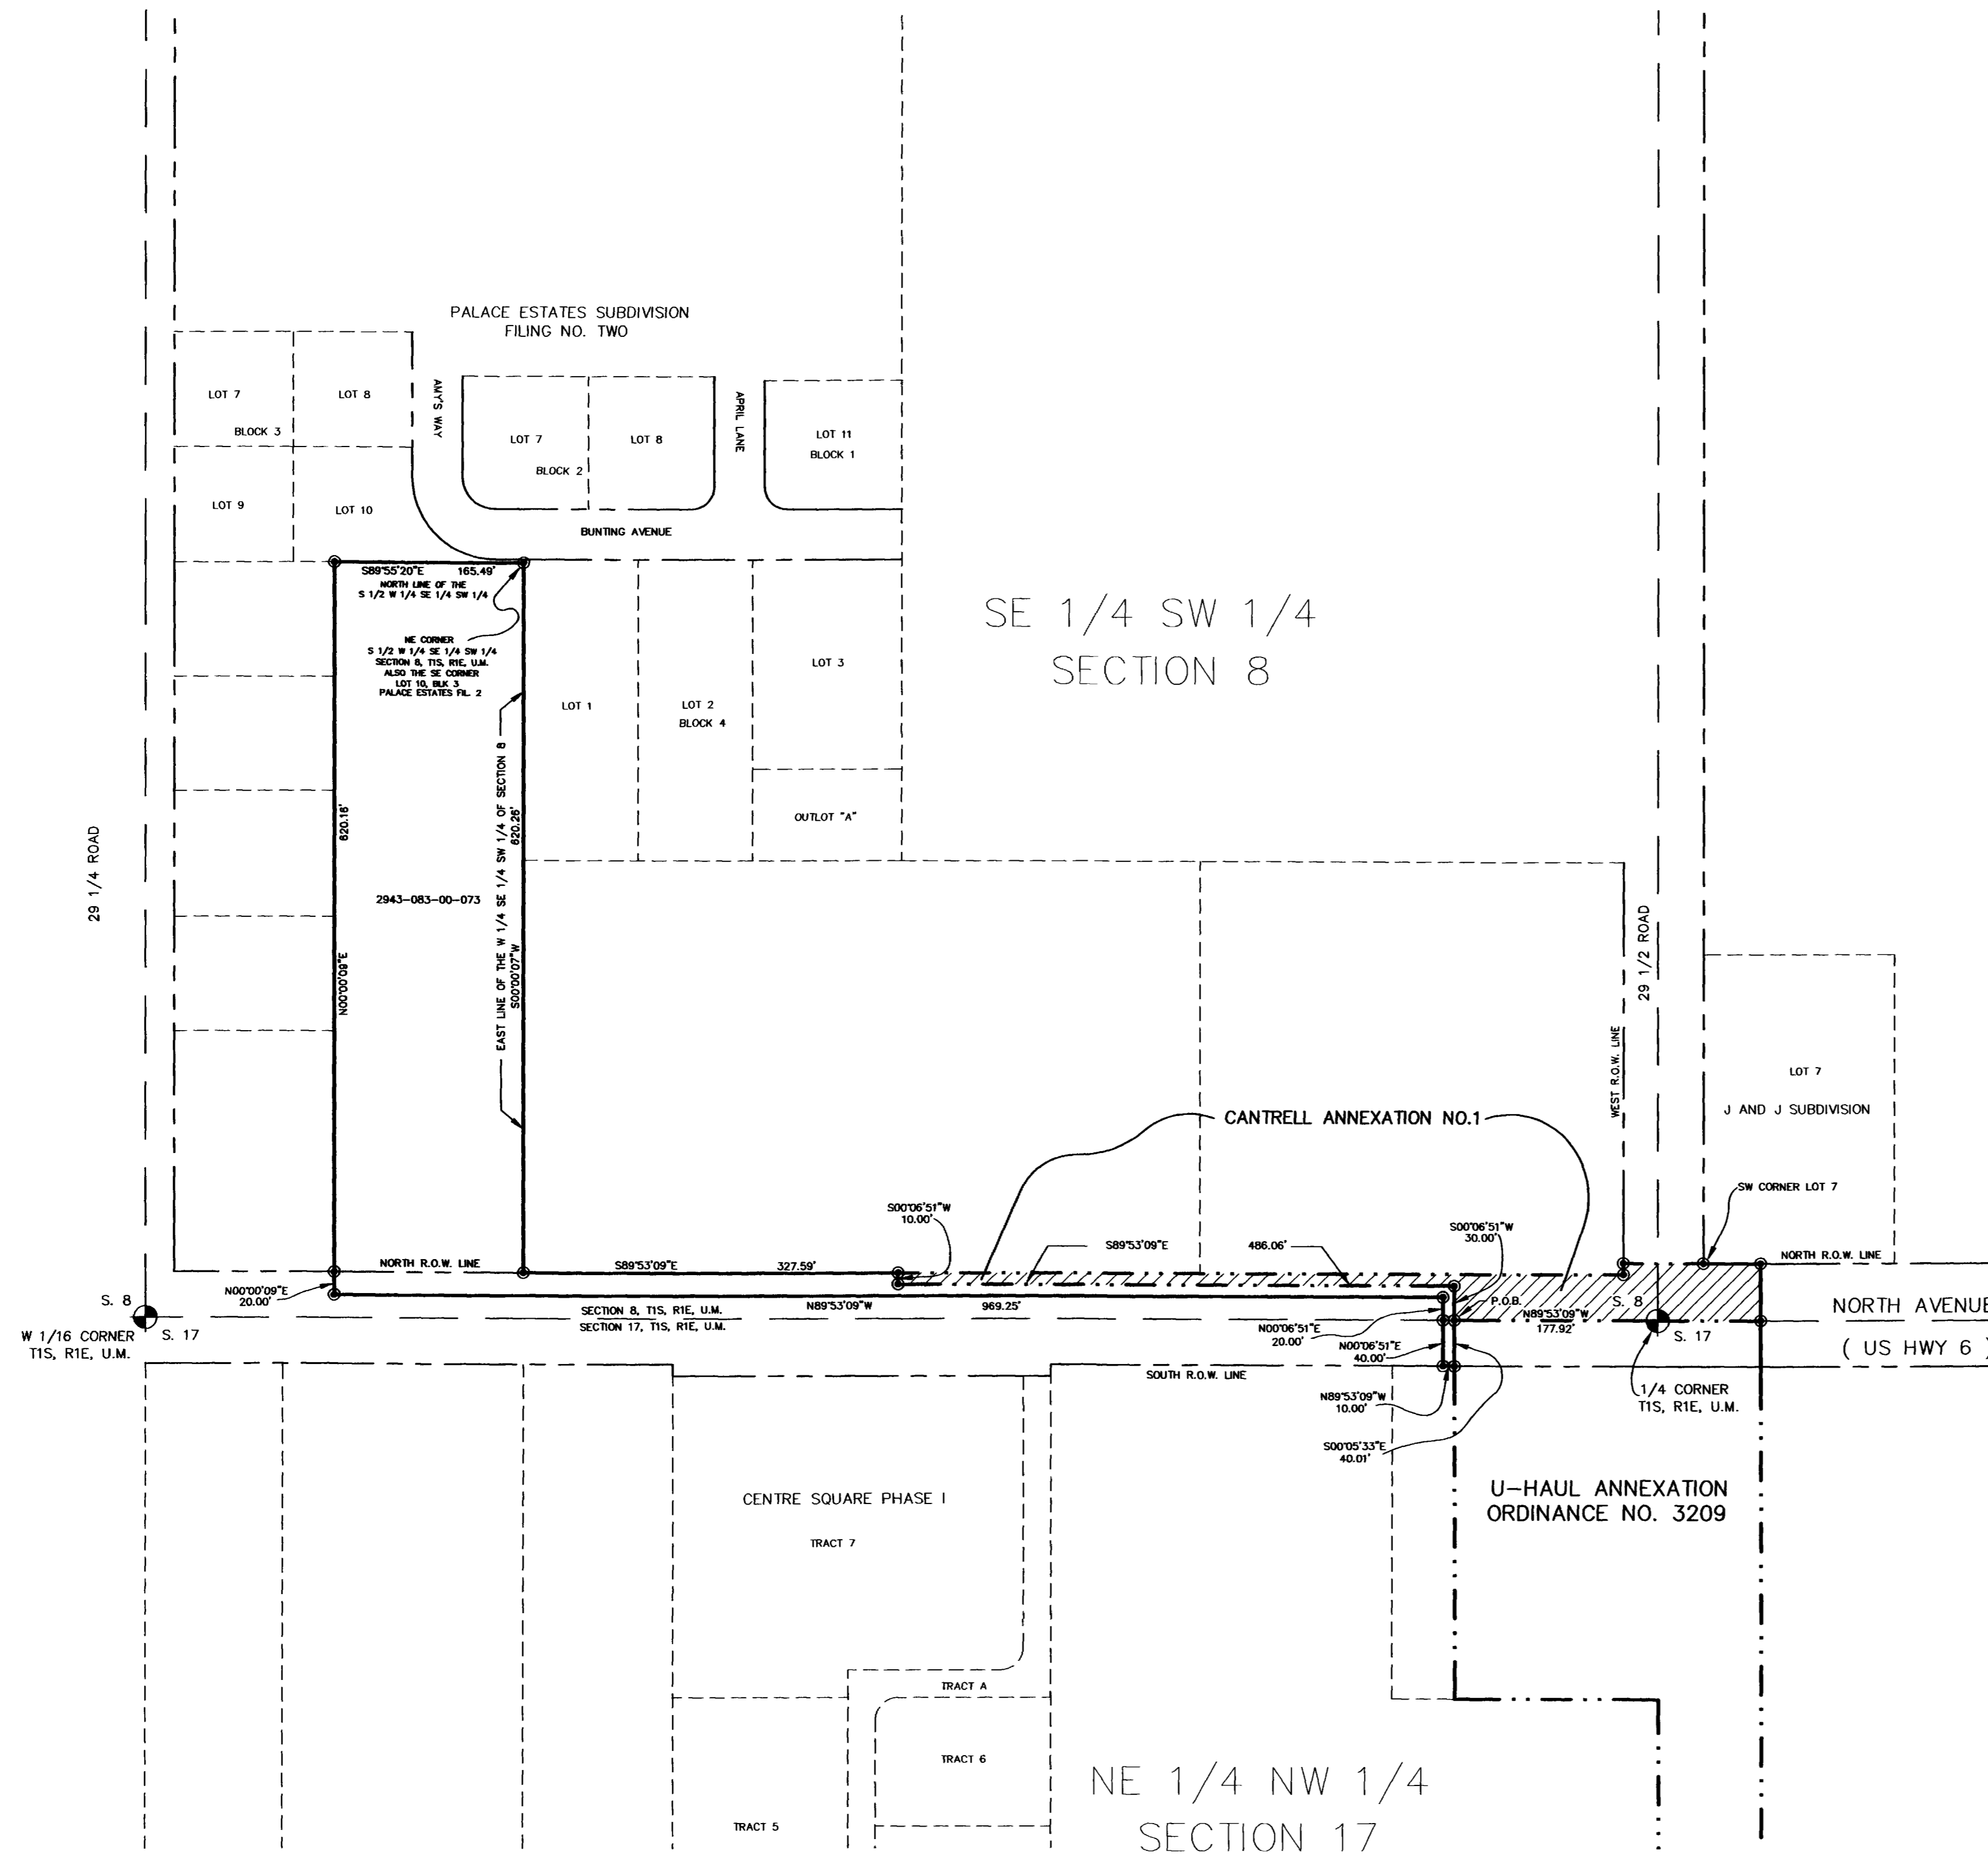 PALACE ESTATES SUBDIVISION
FILING NO. TWO
LOT 7
LOT 8
BLOCK 3
LOT 9
LOT 10
AMY'S WAY
LOT 7
LOT 8
BLOCK 2
APRIL LANE
LOT 11
BLOCK 1
BUNTING AVENUE
S89°55'20"E 165.49'
NORTH LINE OF THE
S 1/2 W 1/4 SE 1/4 SW 1/4
NE CORNER
S 1/2 W 1/4 SE 1/4 SW 1/4
SECTION 8, T1S, R1E, U.M.
ALSO THE SE CORNER
LOT 10, BLK 3
PALACE ESTATES FIL. 2
SE 1/4 SW 1/4
SECTION 8
LOT 1
LOT 2
BLOCK 4
LOT 3
OUTLOT "A"
29 1/4 ROAD
620.16'
N00°00'09"E
2943-083-00-073
EAST LINE OF THE W 1/4 SE 1/4 SW 1/4 OF SECTION 8
620.26'
S00°00'07"W
29 1/2 ROAD
WEST R.O.W. LINE
LOT 7
J AND J SUBDIVISION
CANTRELL ANNEXATION NO.1
SW CORNER LOT 7
S00°06'51"W
10.00'
S89°53'09"E 486.06'
S00°06'51"W
30.00'
NORTH R.O.W. LINE
S89°53'09"E 327.59'
NORTH R.O.W. LINE
N00°00'09"E
20.00'
S. 8
S. 17
W 1/16 CORNER
T1S, R1E, U.M.
SECTION 8, T1S, R1E, U.M.
SECTION 17, T1S, R1E, U.M.
N89°53'09"W 969.25'
P.O.B.
N89°53'09"W
177.92'
S. 8
S. 17
NORTH AVENUE
( US HWY 6 )
N00°06'51"E
20.00'
N00°06'51"E
40.00'
SOUTH R.O.W. LINE
N89°53'09"W
10.00'
1/4 CORNER
T1S, R1E, U.M.
S00°05'33"E
40.01'
U-HAUL ANNEXATION
ORDINANCE NO. 3209
CENTRE SQUARE PHASE I
TRACT 7
TRACT A
TRACT 6
TRACT 5
NE 1/4 NW 1/4
SECTION 17